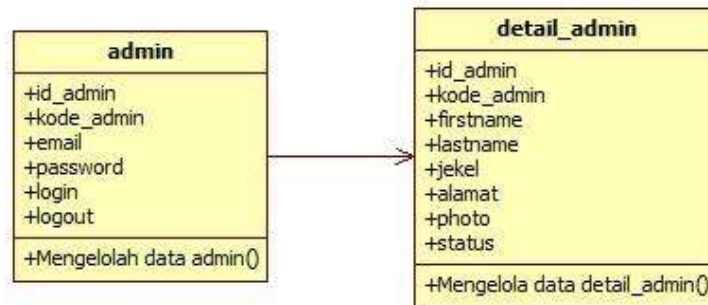 admin
+id_admin
+kode_admin
+email
+password
+login
+logout
+Mengelolah data admin()
detail_admin
+id_admin
+kode_admin
+firstname
+lastname
+jekel
+alamat
+photo
+status
+Mengelola data detail_admin()